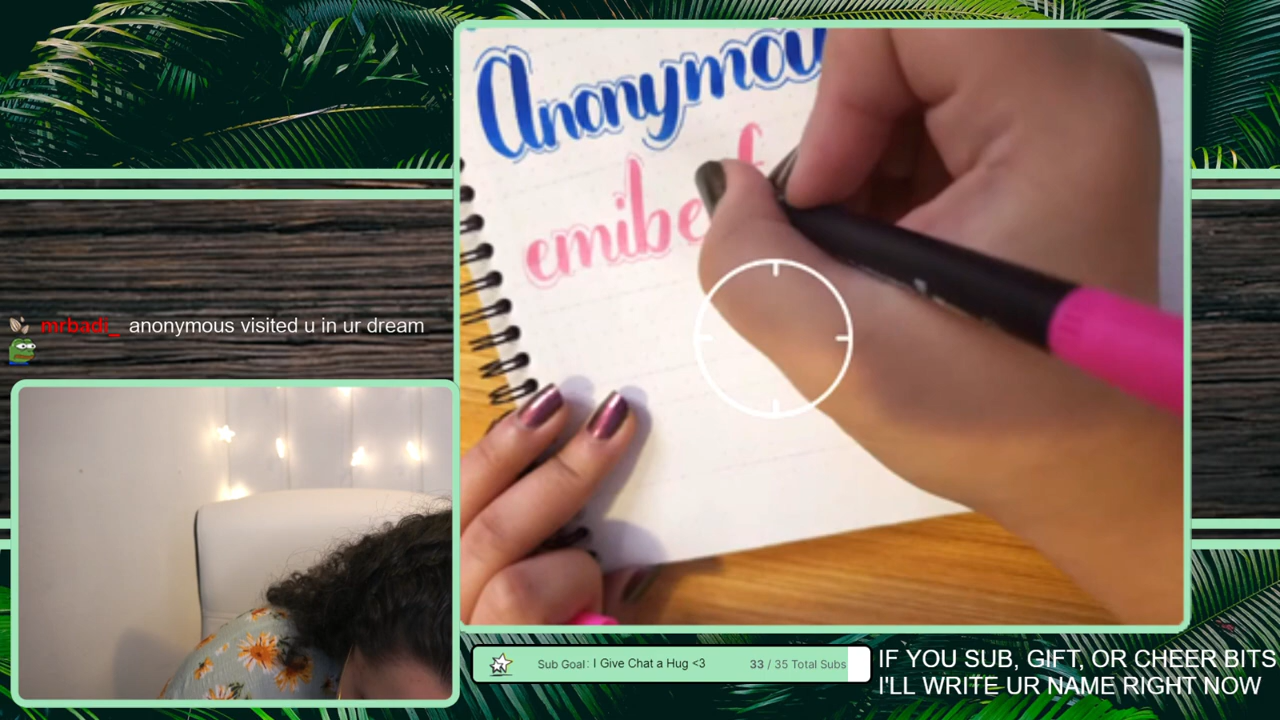 Anonymou
emibe
mrbadi_ anonymous visited u in ur dream
Sub Goal: I Give Chat a Hug <3 33 / 35 Total Subs
IF YOU SUB, GIFT, OR CHEER BITS
I'LL WRITE UR NAME RIGHT NOW